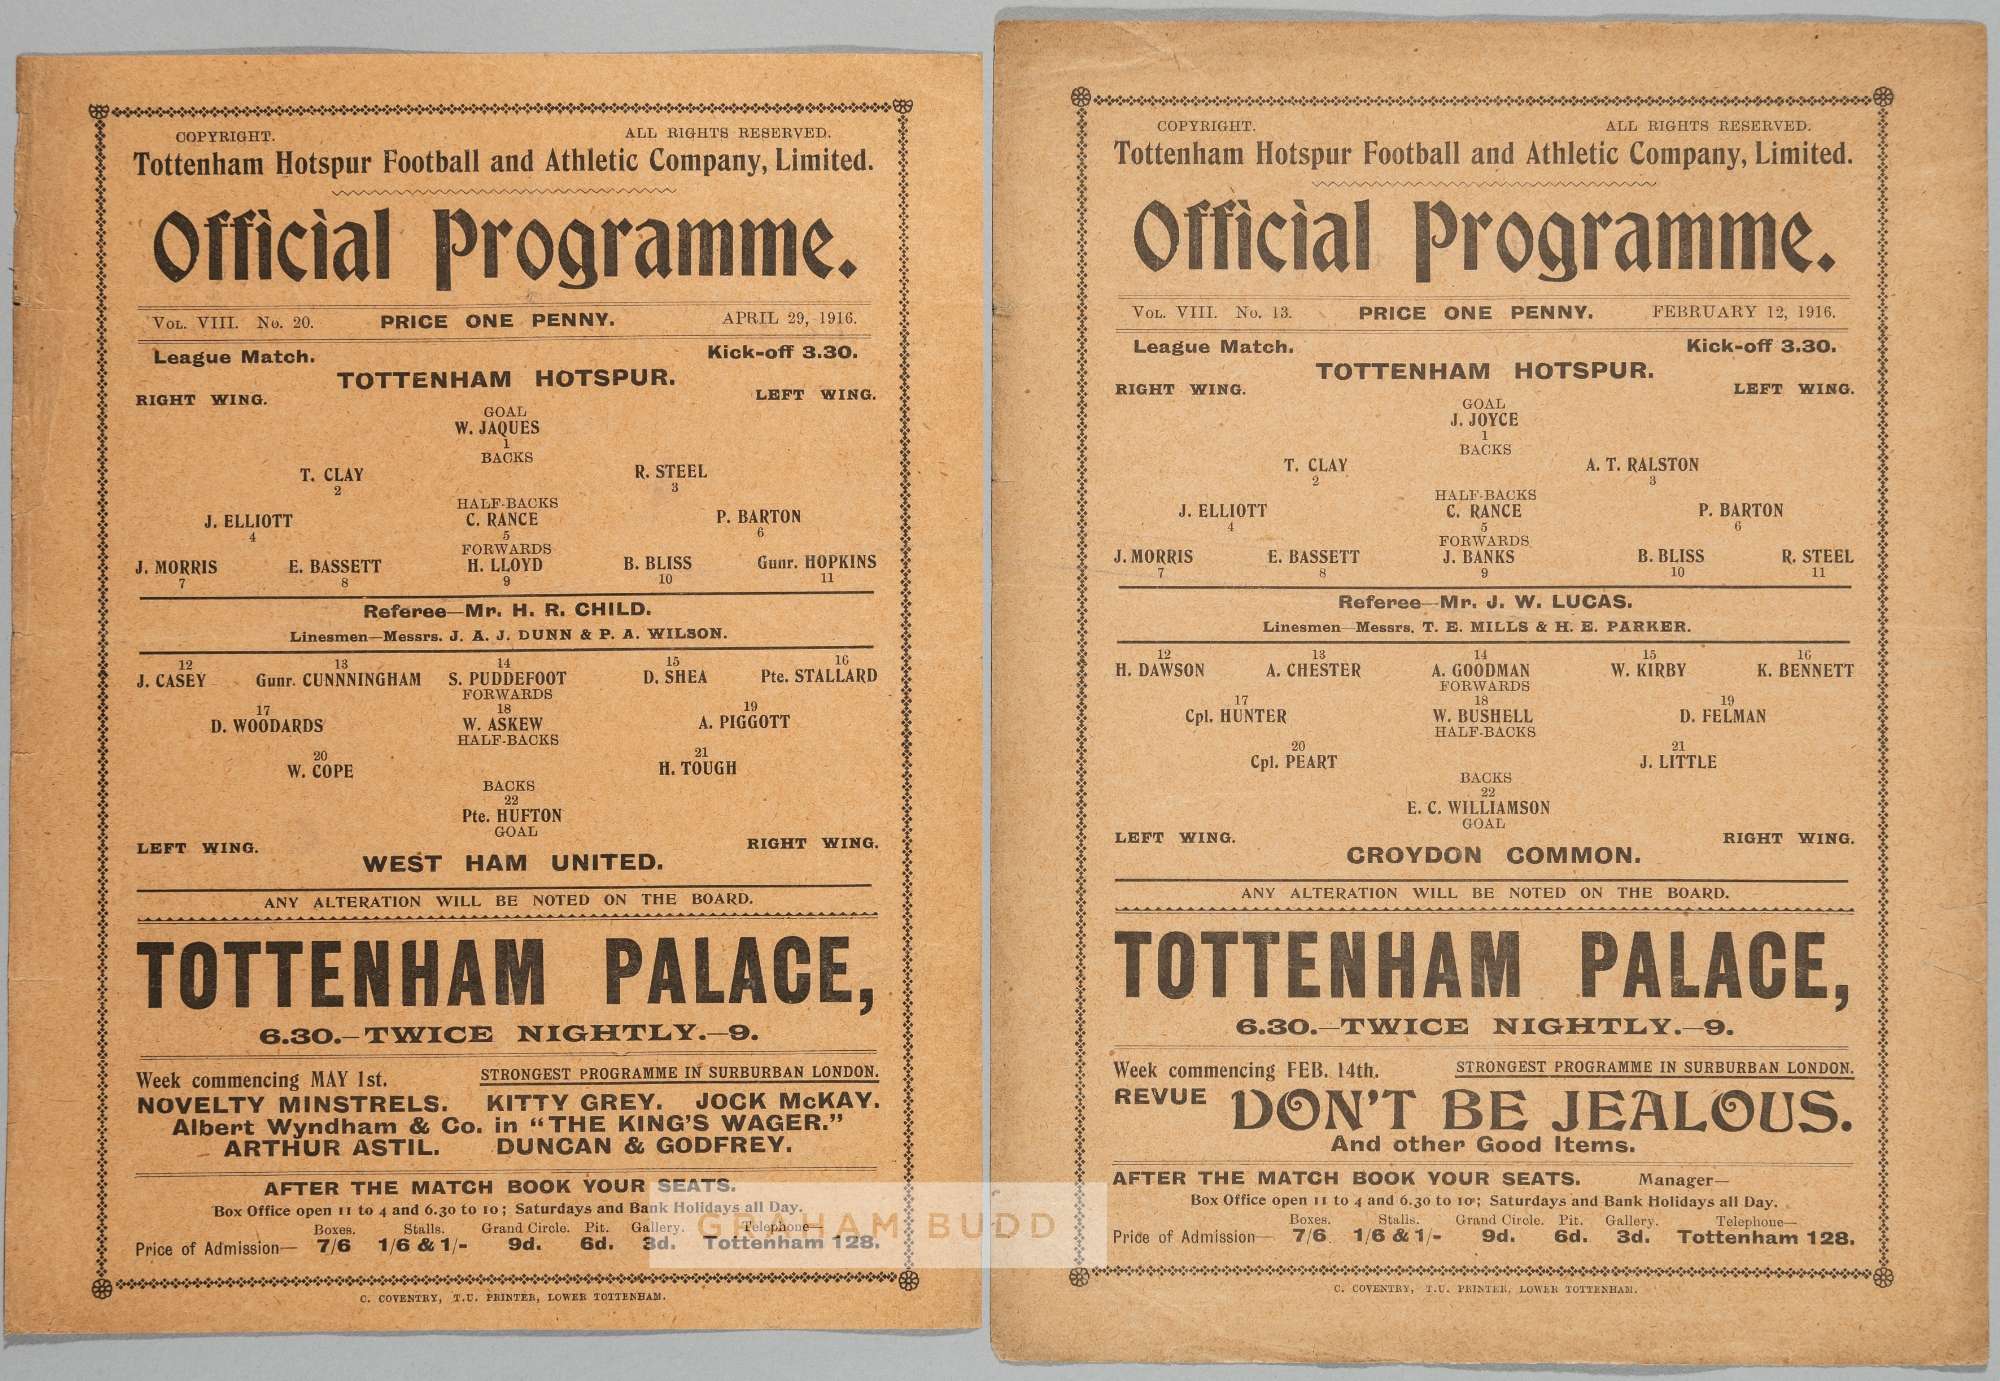 COPYRIGHT. ALL RIGHTS RESERVED.
Tottenham Hotspur Football and Athletic Company, Limited.
Official Programme.
VOL. VIII. No. 20. PRICE ONE PENNY. APRIL 29, 1916.
League Match. Kick-off 3.30.
TOTTENHAM HOTSPUR.
RIGHT WING. LEFT WING.
GOAL
W. JAQUES
1
BACKS
T. CLAY R. STEEL
2 3
HALF-BACKS
J. ELLIOTT C. RANCE P. BARTON
4 5 6
FORWARDS
J. MORRIS E. BASSETT H. LLOYD B. BLISS Gunr. HOPKINS
7 8 9 10 11
Referee—Mr. H. R. CHILD.
Linesmen—Messrs. J. A. J. DUNN & P. A. WILSON.
12 13 14 15 16
J. CASEY Gunr. CUNNNINGHAM S. PUDDEFOOT D. SHEA Pte. STALLARD
FORWARDS
17 18 19
D. WOODARDS W. ASKEW A. PIGGOTT
HALF-BACKS
20 21
W. COPE H. TOUGH
BACKS
22
Pte. HUFTON
GOAL
LEFT WING. RIGHT WING.
WEST HAM UNITED.
ANY ALTERATION WILL BE NOTED ON THE BOARD.
TOTTENHAM PALACE,
6.30.—TWICE NIGHTLY.—9.
Week commencing MAY 1st. STRONGEST PROGRAMME IN SURBURBAN LONDON.
NOVELTY MINSTRELS. KITTY GREY. JOCK McKAY.
Albert Wyndham & Co. in "THE KING'S WAGER."
ARTHUR ASTIL. DUNCAN & GODFREY.
AFTER THE MATCH BOOK YOUR SEATS.
Box Office open 11 to 4 and 6.30 to 10; Saturdays and Bank Holidays all Day.
Boxes. Stalls. Grand Circle. Pit. Gallery. Telephone—
Price of Admission— 7/6 1/6 & 1/- 9d. 6d. 3d. Tottenham 128.
C. COVENTRY, T.U. PRINTER, LOWER TOTTENHAM.
COPYRIGHT. ALL RIGHTS RESERVED.
Tottenham Hotspur Football and Athletic Company, Limited.
Official Programme.
VOL. VIII. No. 13. PRICE ONE PENNY. FEBRUARY 12, 1916.
League Match. Kick-off 3.30.
TOTTENHAM HOTSPUR.
RIGHT WING. LEFT WING.
GOAL
J. JOYCE
1
BACKS
T. CLAY A. T. RALSTON
2 3
HALF-BACKS
J. ELLIOTT C. RANCE P. BARTON
4 5 6
FORWARDS
J. MORRIS E. BASSETT J. BANKS B. BLISS R. STEEL
7 8 9 10 11
Referee—Mr. J. W. LUCAS.
Linesmen—Messrs. T. E. MILLS & H. E. PARKER.
12 13 14 15 16
H. DAWSON A. CHESTER A. GOODMAN W. KIRBY K. BENNETT
FORWARDS
17 18 19
Cpl. HUNTER W. BUSHELL D. FELMAN
HALF-BACKS
20 21
Cpl. PEART J. LITTLE
BACKS
22
E. C. WILLIAMSON
GOAL
LEFT WING. RIGHT WING.
CROYDON COMMON.
ANY ALTERATION WILL BE NOTED ON THE BOARD.
TOTTENHAM PALACE,
6.30.—TWICE NIGHTLY.—9.
Week commencing FEB. 14th. STRONGEST PROGRAMME IN SURBURBAN LONDON.
REVUE DON'T BE JEALOUS.
And other Good Items.
AFTER THE MATCH BOOK YOUR SEATS. Manager—
Box Office open 11 to 4 and 6.30 to 10; Saturdays and Bank Holidays all Day.
Boxes. Stalls. Grand Circle. Pit. Gallery. Telephone—
Price of Admission— 7/6 1/6 & 1/- 9d. 6d. 3d. Tottenham 128.
C. COVENTRY, T.U. PRINTER, LOWER TOTTENHAM.
GRAHAM BUDD